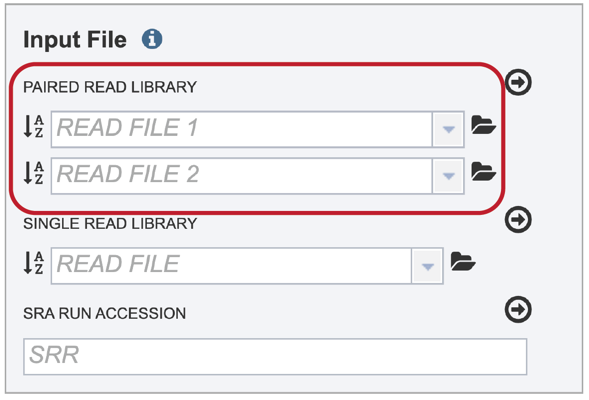 Input File
PAIRED READ LIBRARY
READ FILE 1
READ FILE 2
SINGLE READ LIBRARY
READ FILE
SRA RUN ACCESSION
SRR